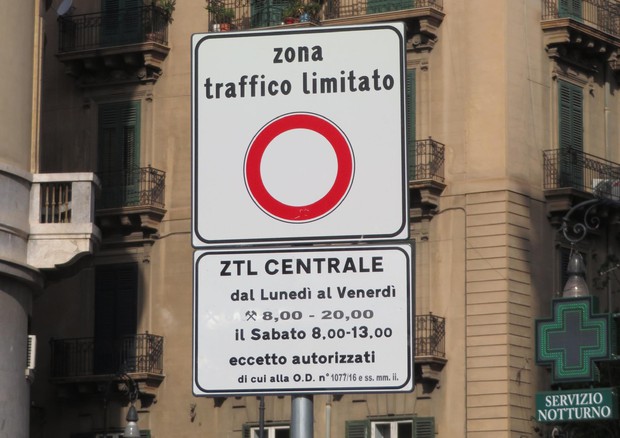 zona
traffico limitato
ZTL CENTRALE
dal Lunedì al Venerdì
⚒ 8,00 - 20,00
il Sabato 8,00-13,00
eccetto autorizzati
di cui alla O.D. n° 1077/16 e ss. mm. ii.
SERVIZIO
NOTTURNO